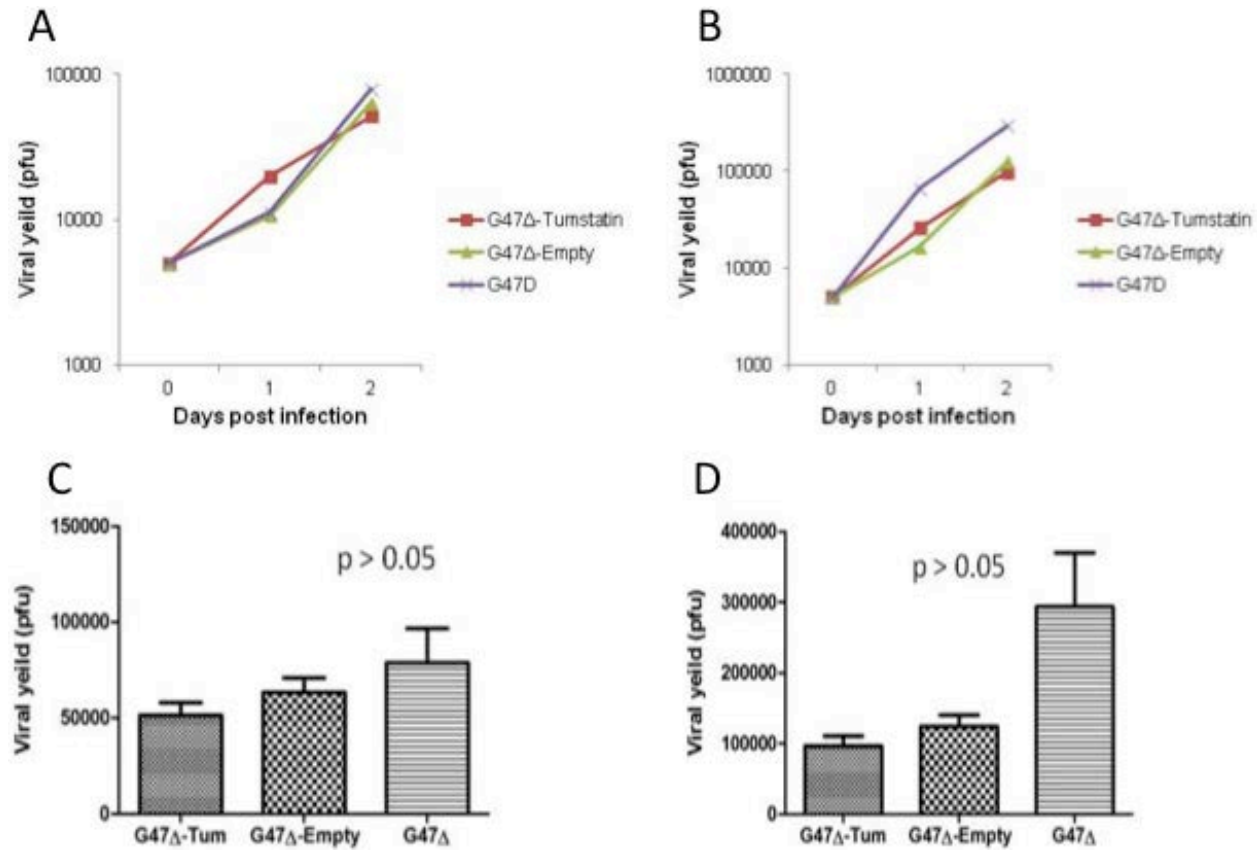 A
100000
10000
1000
Viral yeild (pfu)
0 1 2
Days post infection
G47Δ-Tumstatin
G47Δ-Empty
G47D
B
1000000
100000
10000
1000
Viral yeild (pfu)
0 1 2
Days post infection
G47Δ-Tumstatin
G47Δ-Empty
G47D
C
150000
100000
50000
0
Viral yeild (pfu)
p > 0.05
G47Δ-Tum G47Δ-Empty G47Δ
D
400000
300000
200000
100000
0
Viral yeild (pfu)
p > 0.05
G47Δ-Tum G47Δ-Empty G47Δ